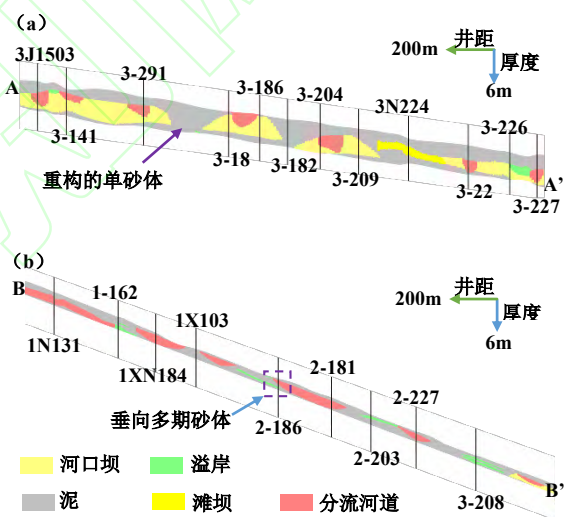 （a）
井距
200m
厚度
6m
3J1503
3-291
3-186
3-204
3N224
3-226
A
3-141
3-18
3-182
3-209
3-22
A’
3-227
重构的单砂体
（b）
井距
200m
厚度
6m
B
1-162
1X103
2-181
2-227
1N131
1XN184
垂向多期砂体
2-186
2-203
3-208
B’
河口坝
溢岸
泥
滩坝
分流河道